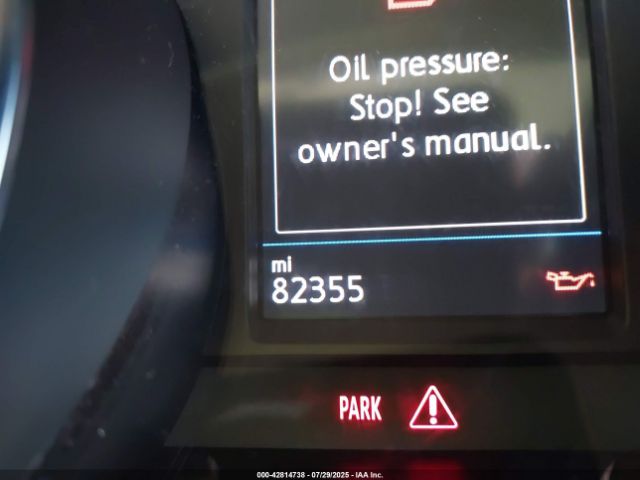 Oil pressure:
Stop! See
owner's manual.
mi
82355
PARK
000-42814738 - 07/29/2025 - IAA Inc.